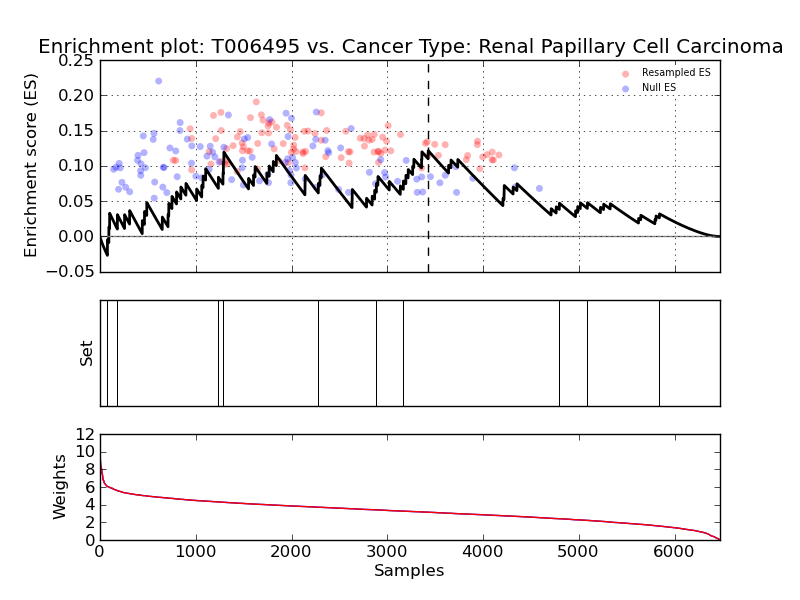 Enrichment plot: T006495 vs. Cancer Type: Renal Papillary Cell Carcinoma
Enrichment score (ES)
0.25
0.20
0.15
0.10
0.05
0.00
−0.05
Resampled ES
Null ES
Set
Weights
12
10
8
6
4
2
0
0 1000 2000 3000 4000 5000 6000
Samples